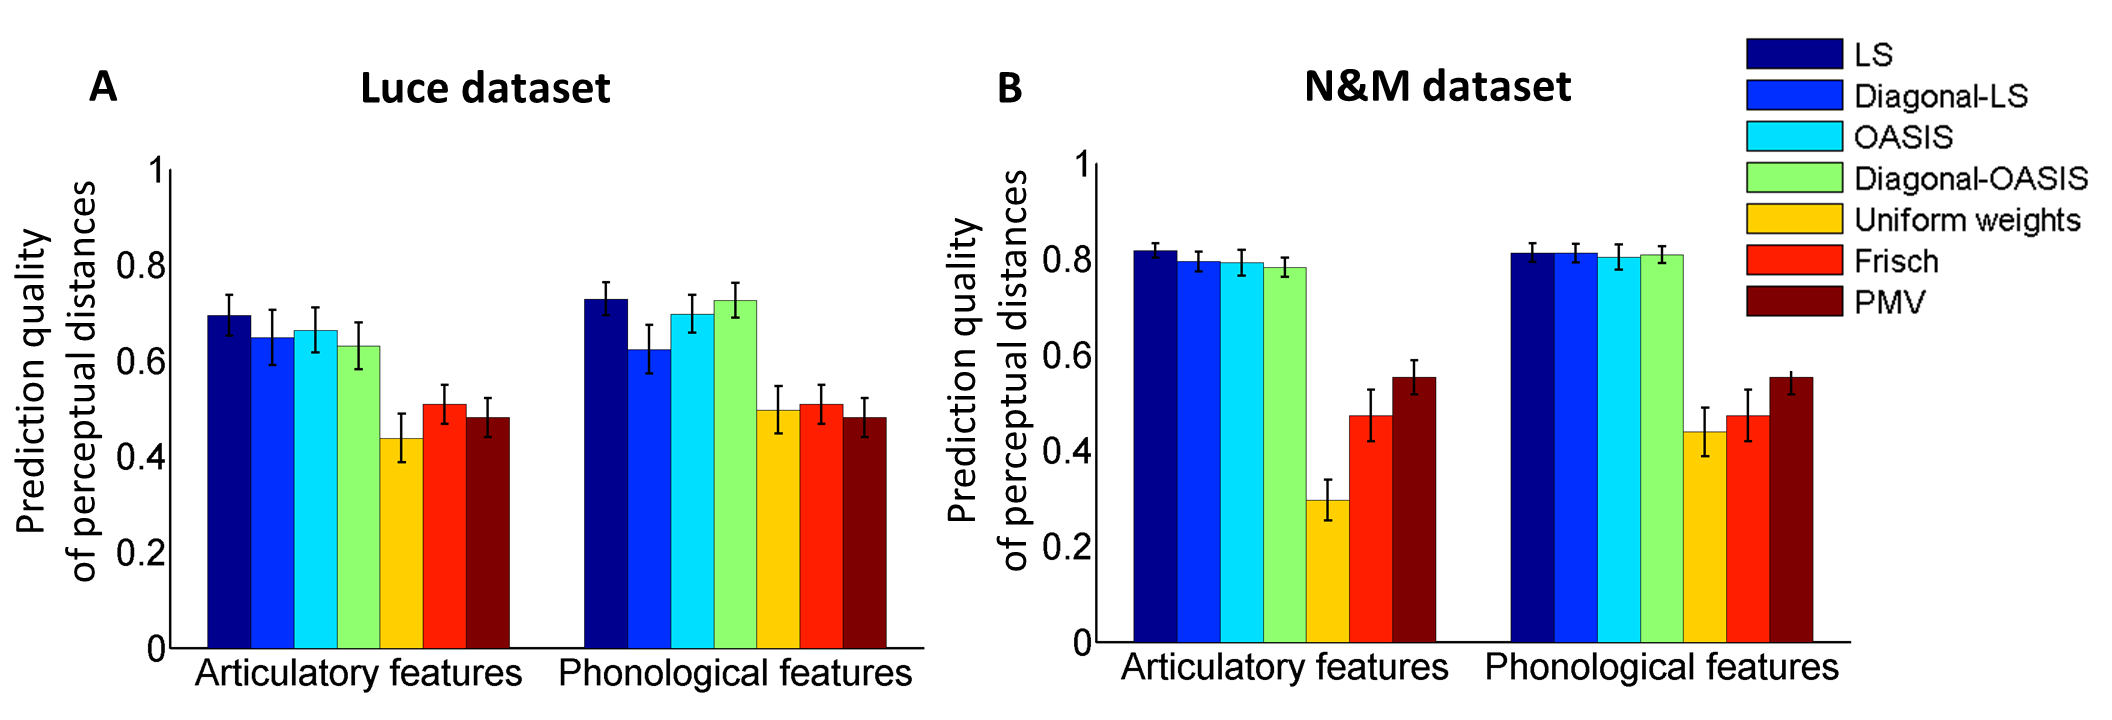 A
Luce dataset
Prediction quality
of perceptual distances
1
0.8
0.6
0.4
0.2
0
Articulatory features
Phonological features
B
N&M dataset
Prediction quality
of perceptual distances
1
0.8
0.6
0.4
0.2
0
Articulatory features
Phonological features
LS
Diagonal-LS
OASIS
Diagonal-OASIS
Uniform weights
Frisch
PMV